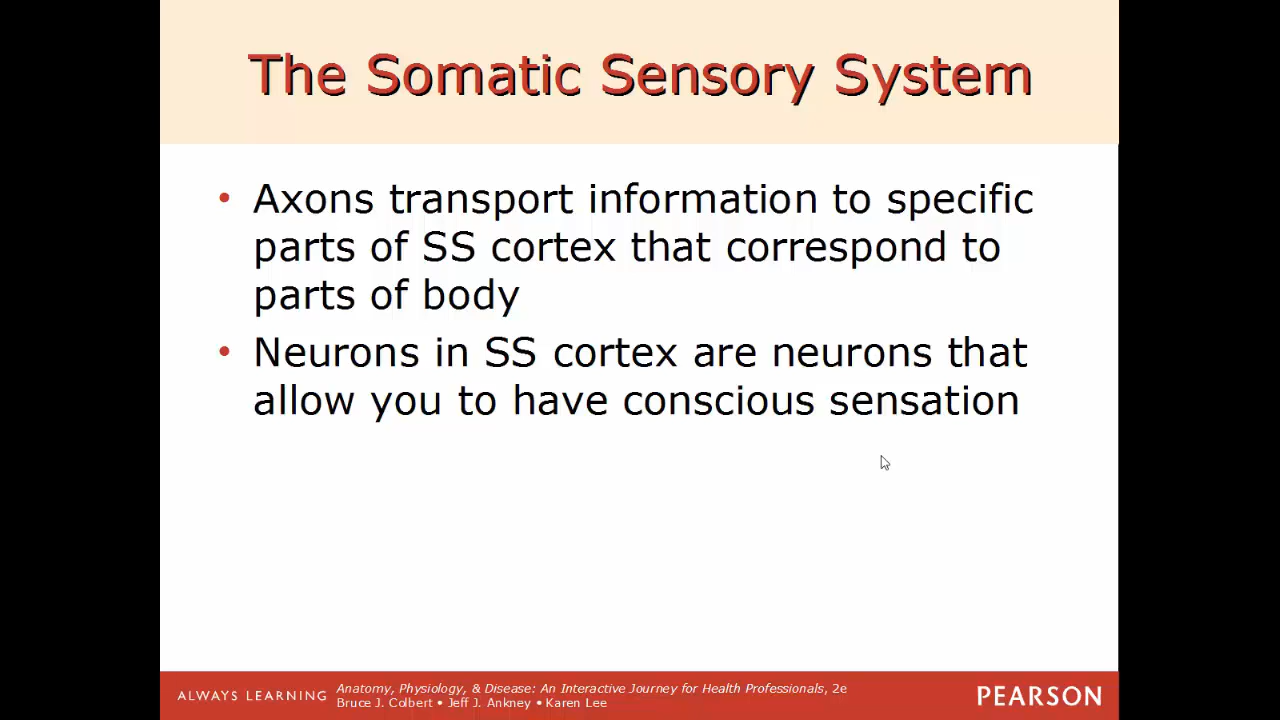 The Somatic Sensory System
• Axons transport information to specific
parts of SS cortex that correspond to
parts of body
• Neurons in SS cortex are neurons that
allow you to have conscious sensation
ALWAYS LEARNING
Anatomy, Physiology, & Disease: An Interactive Journey for Health Professionals, 2e
Bruce J. Colbert • Jeff J. Ankney • Karen Lee
PEARSON